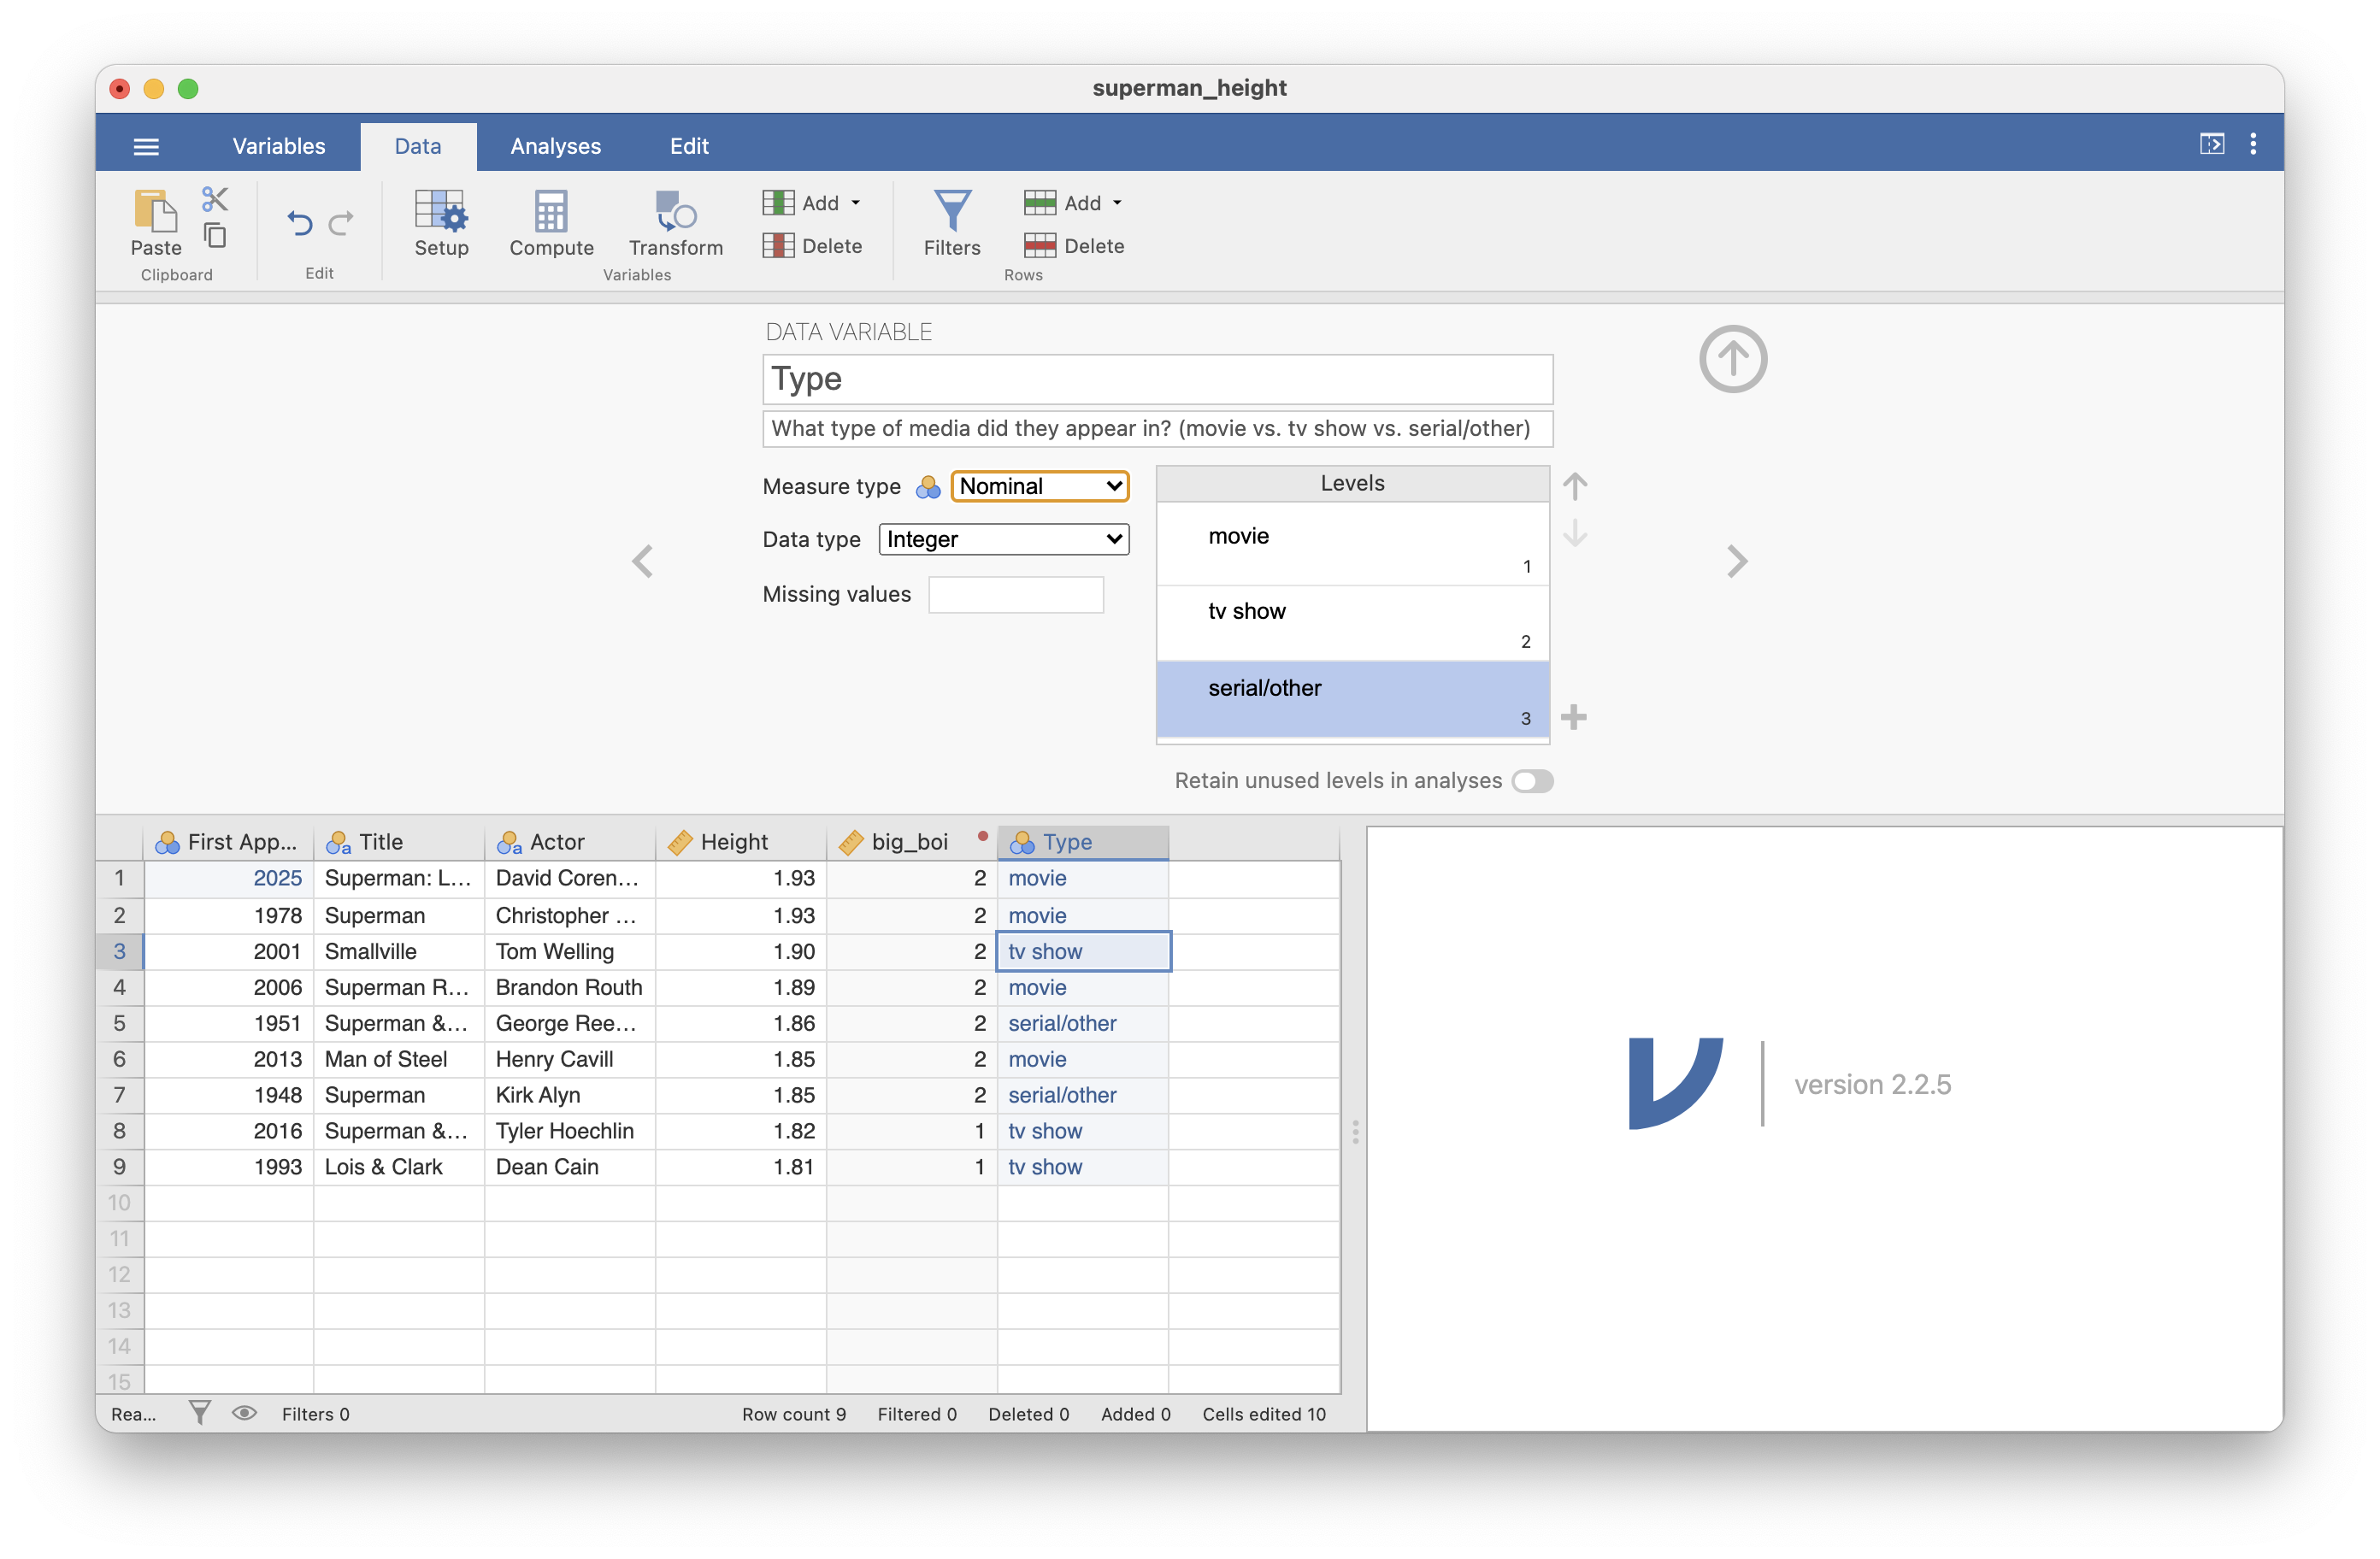 superman_height
Variables Data Analyses Edit
Paste
Clipboard
Edit
Setup Compute Transform Add Delete
Variables
Filters Add Delete
Rows
DATA VARIABLE
Type
What type of media did they appear in? (movie vs. tv show vs. serial/other)
Measure type Nominal
Data type Integer
Missing values
Levels
movie
1
tv show
2
serial/other
3
Retain unused levels in analyses
First App... Title Actor Height big_boi Type
1 2025 Superman: L... David Coren... 1.93 2 movie
2 1978 Superman Christopher ... 1.93 2 movie
3 2001 Smallville Tom Welling 1.90 2 tv show
4 2006 Superman R... Brandon Routh 1.89 2 movie
5 1951 Superman &... George Ree... 1.86 2 serial/other
6 2013 Man of Steel Henry Cavill 1.85 2 movie
7 1948 Superman Kirk Alyn 1.85 2 serial/other
8 2016 Superman &... Tyler Hoechlin 1.82 1 tv show
9 1993 Lois & Clark Dean Cain 1.81 1 tv show
10
11
12
13
14
15
version 2.2.5
Rea... Filters 0 Row count 9 Filtered 0 Deleted 0 Added 0 Cells edited 10